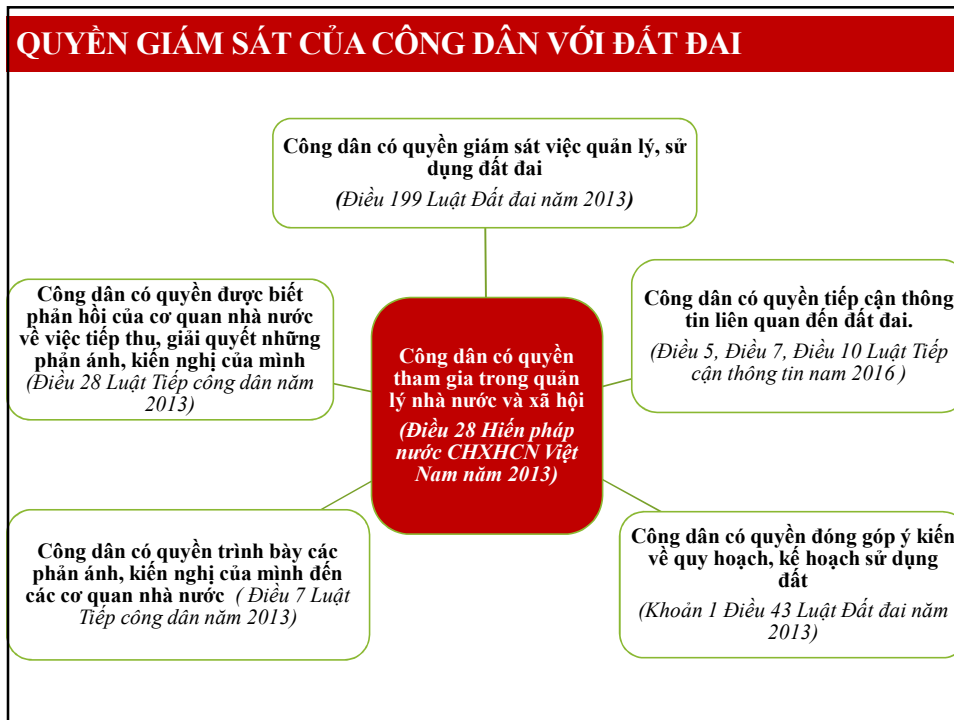 QUYỀN GIÁM SÁT CỦA CÔNG DÂN VỚI ĐẤT ĐAI
Công dân có quyền giám sát việc quản lý, sử
dụng đất đai
(Điều 199 Luật Đất đai năm 2013)
Công dân có quyền được biết
phản hồi của cơ quan nhà nước
về việc tiếp thu, giải quyết những
phản ánh, kiến nghị của mình
(Điều 28 Luật Tiếp công dân năm
2013)
Công dân có quyền tiếp cận thông
tin liên quan đến đất đai.
(Điều 5, Điều 7, Điều 10 Luật Tiếp
cận thông tin nam 2016 )
Công dân có quyền
tham gia trong quản
lý nhà nước và xã hội
(Điều 28 Hiến pháp
nước CHXHCN Việt
Nam năm 2013)
Công dân có quyền trình bày các
phản ánh, kiến nghị của mình đến
các cơ quan nhà nước ( Điều 7 Luật
Tiếp công dân năm 2013)
Công dân có quyền đóng góp ý kiến
về quy hoạch, kế hoạch sử dụng
đất
(Khoản 1 Điều 43 Luật Đất đai năm
2013)